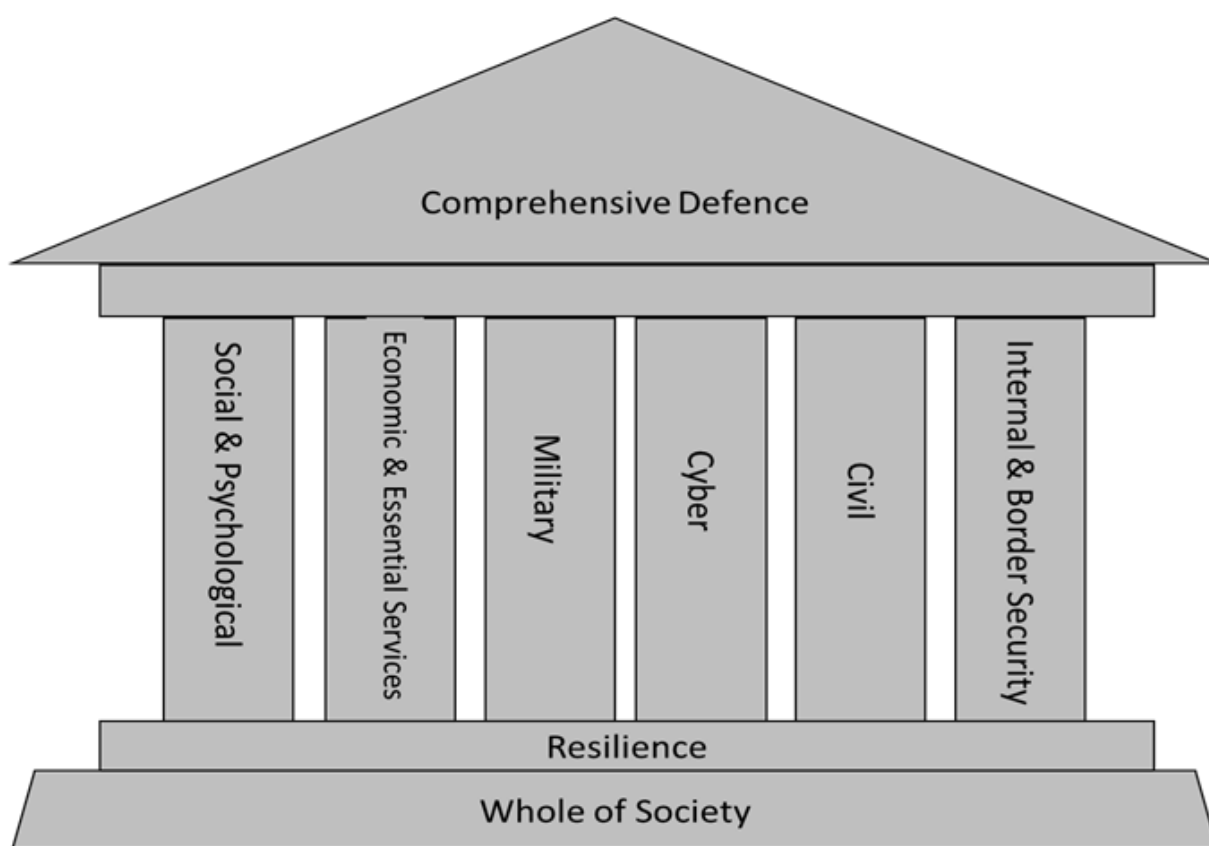 Comprehensive Defence
Social & Psychological
Economic & Essential Services
Military
Cyber
Civil
Internal & Border Security
Resilience
Whole of Society